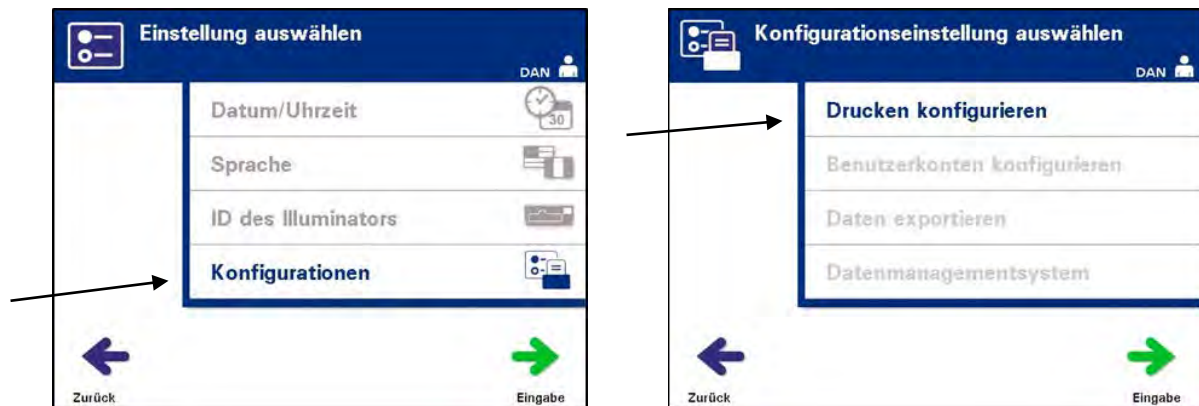 Einstellung auswählen
DAN
Datum/Uhrzeit
30
Sprache
ID des Illuminators
Konfigurationen
Zurück
Eingabe
Konfigurationseinstellung auswählen
DAN
Drucken konfigurieren
Benutzerkonten konfigurieren
Daten exportieren
Datenmanagementsystem
Zurück
Eingabe